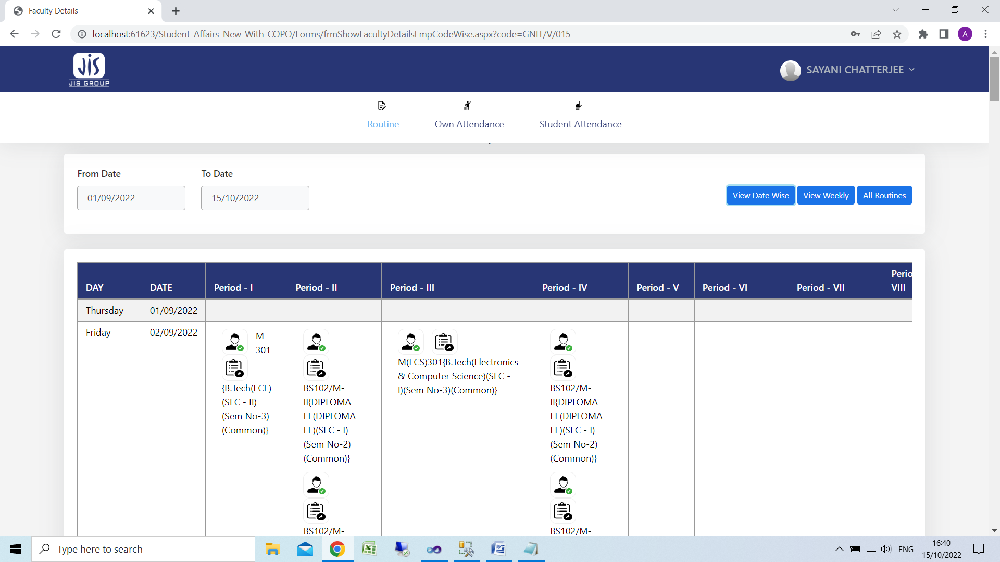 Faculty Details
localhost:61623/Student_Affairs_New_With_COPO/Forms/frmShowFacultyDetailsEmpCodeWise.aspx?code=GNIT/V/015
A
JIS
JIS GROUP
SAYANI CHATTERJEE
Routine
Own Attendance
Student Attendance
From Date
To Date
01/09/2022
15/10/2022
View Date Wise
View Weekly
All Routines
DAY
DATE
Period - I
Period - II
Period - III
Period - IV
Period - V
Period - VI
Period - VII
Perio
VIII
Thursday
01/09/2022
Friday
02/09/2022
M
301
{B.Tech(ECE)
(SEC - II)
(Sem No-3)
(Common)}
BS102/M-
II{DIPLOMA
EE(DIPLOMA
EE)(SEC - I)
(Sem No-2)
(Common)}
BS102/M-
M(ECS)301{B.Tech(Electronics
& Computer Science)(SEC -
I)(Sem No-3)(Common)}
BS102/M-
II{DIPLOMA
EE(DIPLOMA
EE)(SEC - I)
(Sem No-2)
(Common)}
BS102/M-
Type here to search
ENG
16:40
15/10/2022